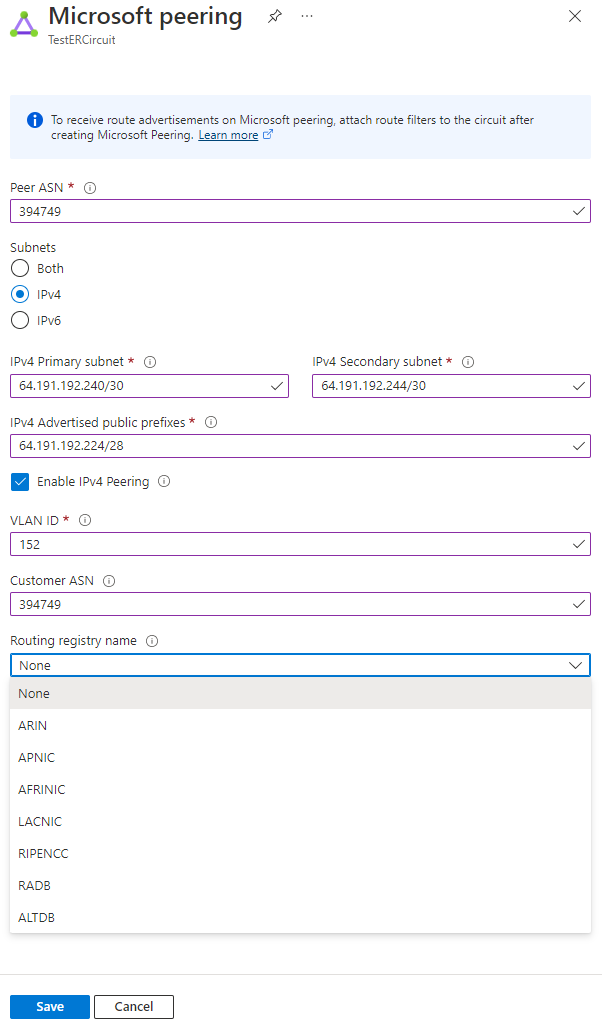 Microsoft peering
TestERCircuit
To receive route advertisements on Microsoft peering, attach route filters to the circuit after
creating Microsoft Peering. Learn more
Peer ASN *
394749
Subnets
Both
IPv4
IPv6
IPv4 Primary subnet * IPv4 Secondary subnet *
64.191.192.240/30 64.191.192.244/30
IPv4 Advertised public prefixes *
64.191.192.224/28
Enable IPv4 Peering
VLAN ID *
152
Customer ASN
394749
Routing registry name
None
None
ARIN
APNIC
AFRINIC
LACNIC
RIPENCC
RADB
ALTDB
Save Cancel